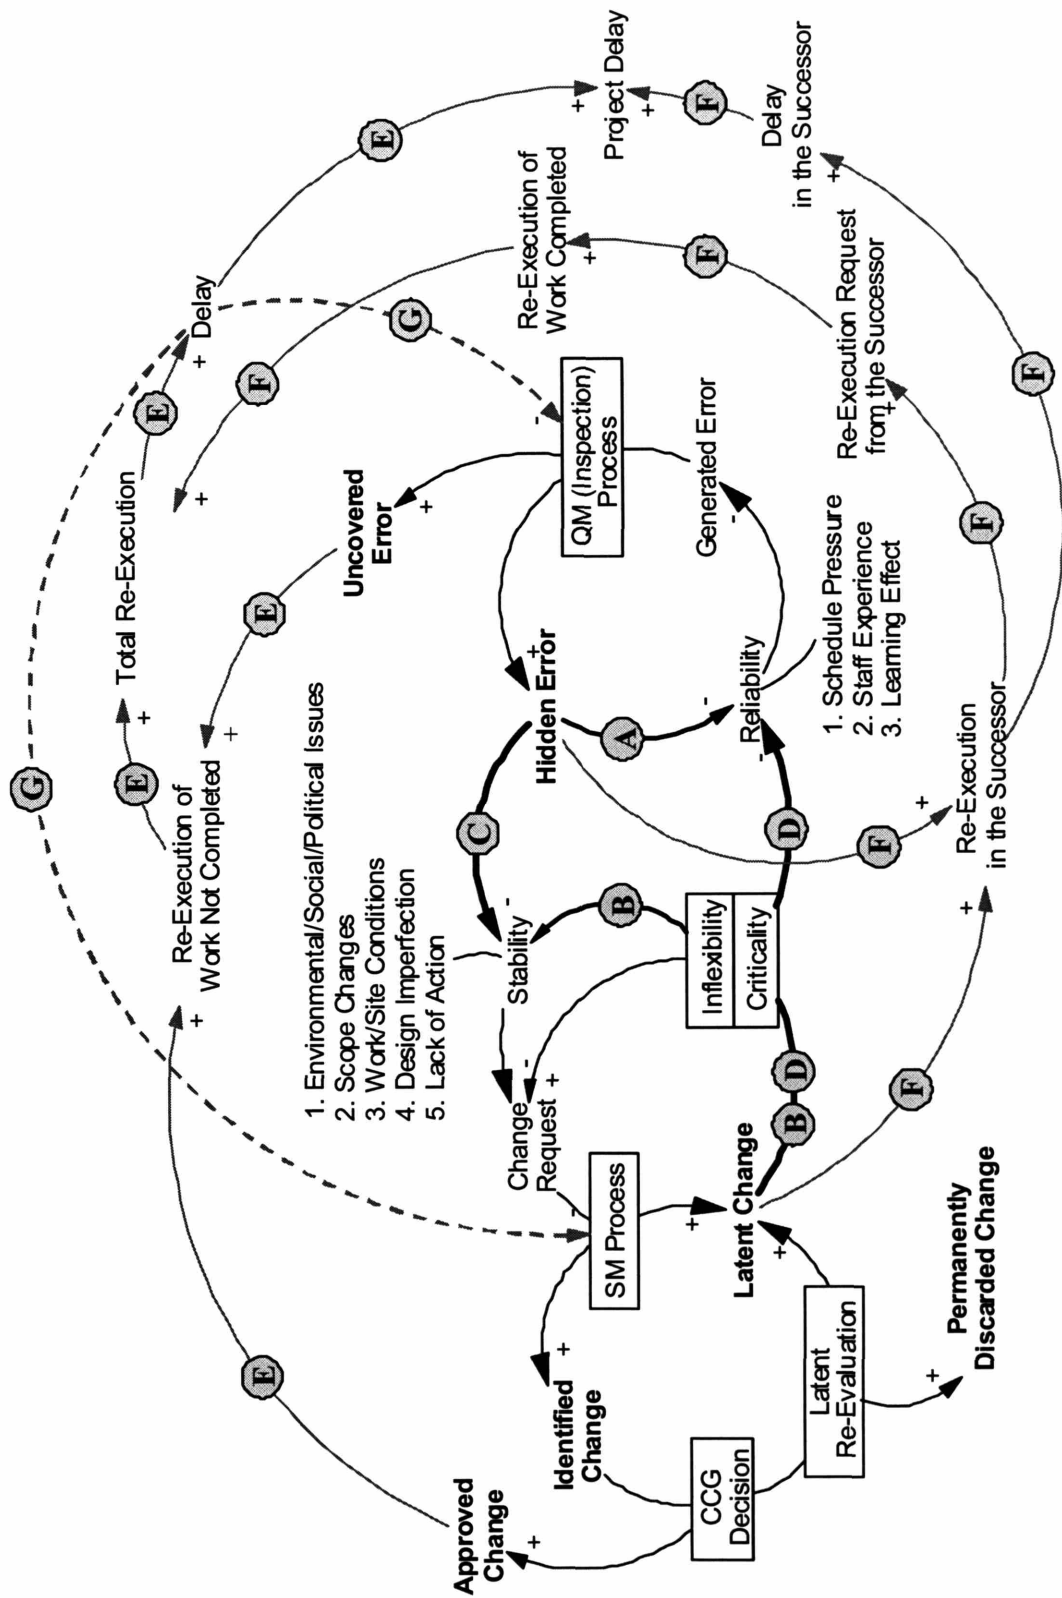 G
Total Re-Execution
E
+
E
+
Delay
Re-Execution of
Work Not Completed
+
+
E
E
+
F
1. Environmental/Social/Political Issues
2. Scope Changes
3. Work/Site Conditions
4. Design Imperfection
5. Lack of Action
Uncovered
Error
+
E
G
Approved
Change
+
C
Stability
-
Change
Request
-
+
Hidden Error
+
QM (Inspection)
Process
-
Re-Execution of
Work Completed
+
Project Delay
+
+
Identified
Change
+
SM Process
-
+
B
A
-
CCG
Decision
Inflexibility
Criticality
Generated Error
-
F
F
Latent Change
+
Reliability
-
D
B
D
Delay
in the Successor
+
Latent
Re-Evaluation
+
1. Schedule Pressure
2. Staff Experience
3. Learning Effect
Re-Execution Request
from the Successor
+
F
+
F
Permanently
Discarded Change
Re-Execution
in the Successor
+
F
F